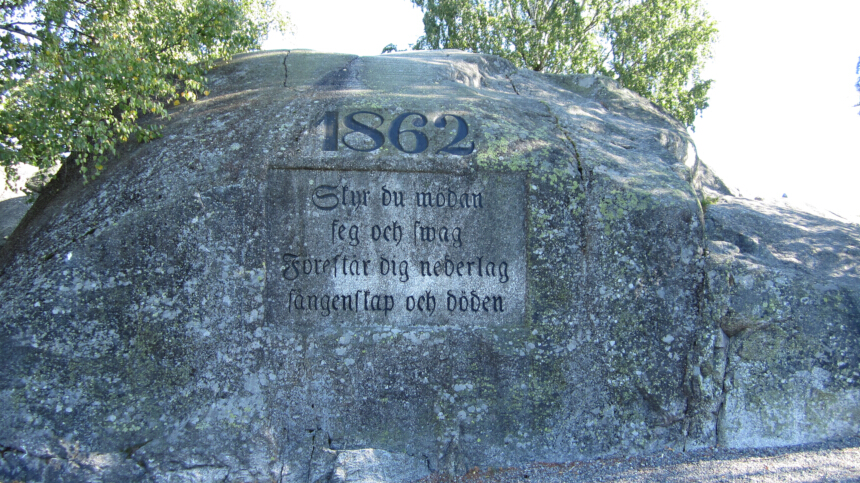 1862
Skyr du mödan
feg och ſwag
Föreſtår dig nederlag
fångenſkap och döden